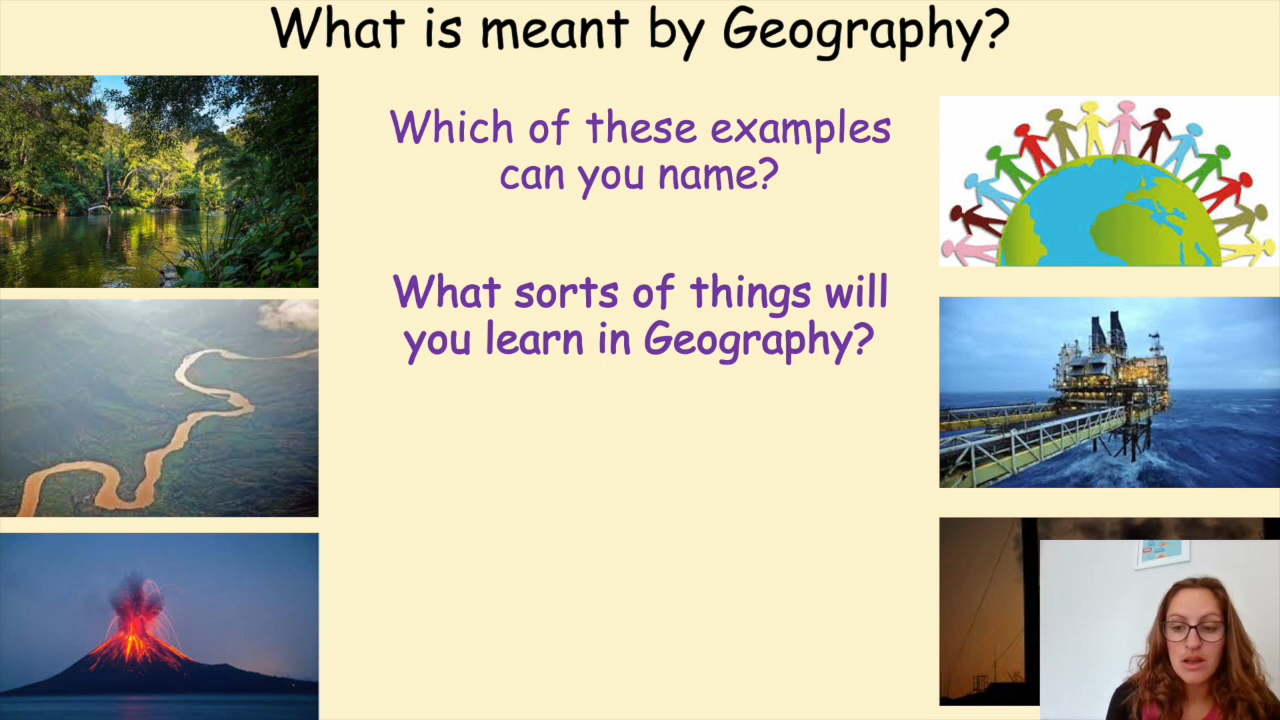 What is meant by Geography?
Which of these examples
can you name?
What sorts of things will
you learn in Geography?